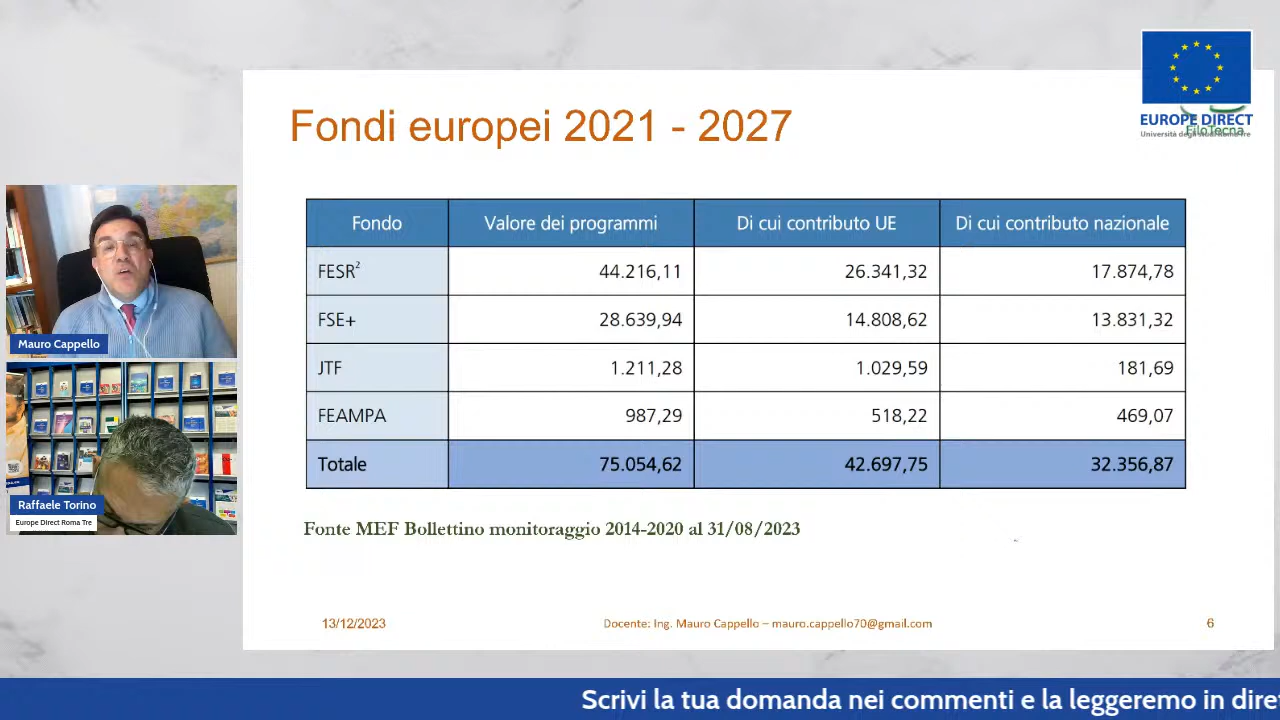 Fondi europei 2021 - 2027
EUROPE DIRECT
Università degli Studi Roma Tre
FiloTecna
Fondo Valore dei programmi Di cui contributo UE Di cui contributo nazionale
FESR² 44.216,11 26.341,32 17.874,78
FSE+ 28.639,94 14.808,62 13.831,32
JTF 1.211,28 1.029,59 181,69
FEAMPA 987,29 518,22 469,07
Totale 75.054,62 42.697,75 32.356,87
Fonte MEF Bollettino monitoraggio 2014-2020 al 31/08/2023
13/12/2023 Docente: Ing. Mauro Cappello – mauro.cappello70@gmail.com 6
Mauro Cappello
Raffaele Torino
Europe Direct Roma Tre
Scrivi la tua domanda nei commenti e la leggeremo in dire